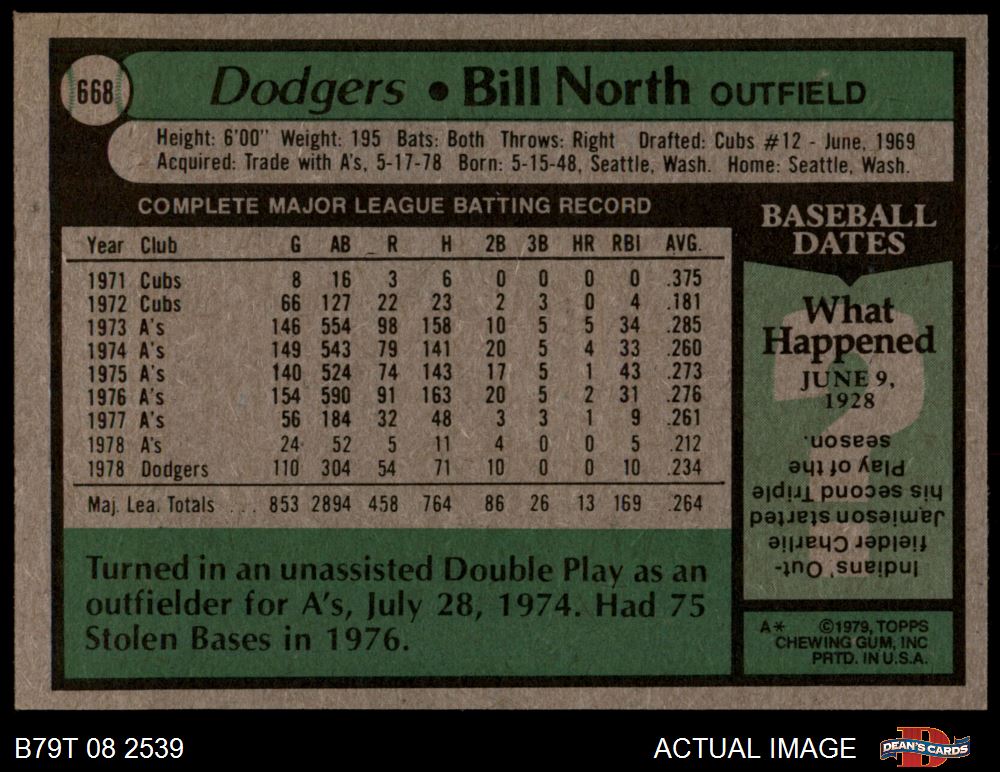 668
Dodgers • Bill North OUTFIELD
Height: 6'00" Weight: 195 Bats: Both Throws: Right Drafted: Cubs #12 - June, 1969
Acquired: Trade with A's, 5-17-78 Born: 5-15-48, Seattle, Wash. Home: Seattle, Wash.
COMPLETE MAJOR LEAGUE BATTING RECORD
Year Club G AB R H 2B 3B HR RBI AVG.
1971 Cubs 8 16 3 6 0 0 0 0 .375
1972 Cubs 66 127 22 23 2 3 0 4 .181
1973 A's 146 554 98 158 10 5 5 34 .285
1974 A's 149 543 79 141 20 5 4 33 .260
1975 A's 140 524 74 143 17 5 1 43 .273
1976 A's 154 590 91 163 20 5 2 31 .276
1977 A's 56 184 32 48 3 3 1 9 .261
1978 A's 24 52 5 11 4 0 0 5 .212
1978 Dodgers 110 304 54 71 10 0 0 10 .234
Maj. Lea. Totals ... 853 2894 458 764 86 26 13 169 .264
Turned in an unassisted Double Play as an
outfielder for A's, July 28, 1974. Had 75
Stolen Bases in 1976.
BASEBALL
DATES
What
Happened
JUNE 9,
1928
Indians' Out-
fielder Charlie
Jamieson started
his second Triple
Play of the
season.
A* ©1979, TOPPS
CHEWING GUM, INC
PRTD. IN U.S.A.
B79T 08 2539
ACTUAL IMAGE
D
DEAN'S CARDS